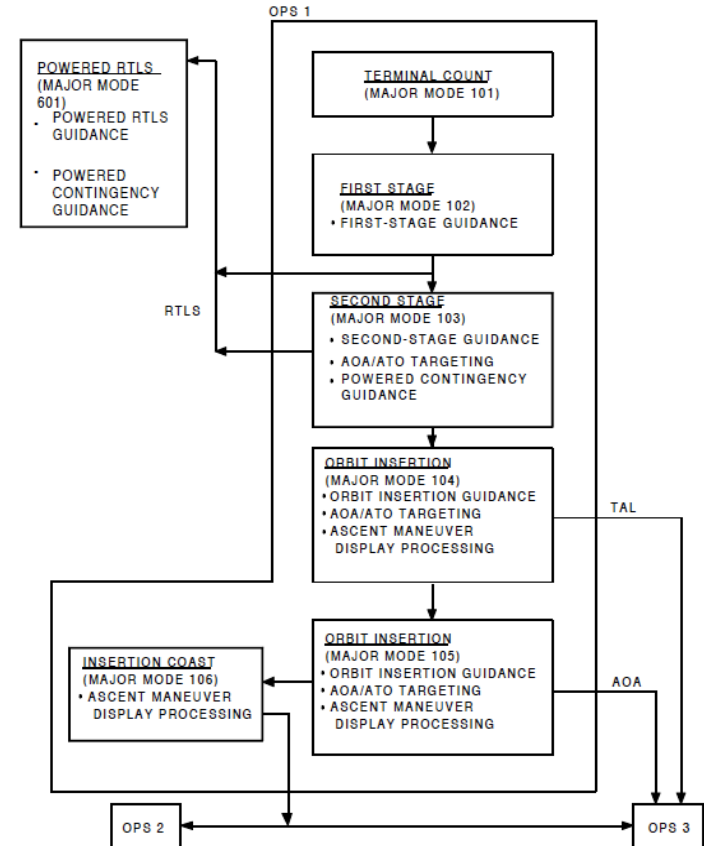 OPS 1
POWERED RTLS
(MAJOR MODE
601)
• POWERED RTLS
GUIDANCE
• POWERED
CONTINGENCY
GUIDANCE
TERMINAL COUNT
(MAJOR MODE 101)
FIRST STAGE
(MAJOR MODE 102)
• FIRST-STAGE GUIDANCE
RTLS
SECOND STAGE
(MAJOR MODE 103)
• SECOND-STAGE GUIDANCE
• AOA/ATO TARGETING
• POWERED CONTINGENCY
GUIDANCE
ORBIT INSERTION
(MAJOR MODE 104)
• ORBIT INSERTION GUIDANCE
• AOA/ATO TARGETING
• ASCENT MANEUVER
DISPLAY PROCESSING
TAL
ORBIT INSERTION
(MAJOR MODE 105)
• ORBIT INSERTION GUIDANCE
• AOA/ATO TARGETING
• ASCENT MANEUVER
DISPLAY PROCESSING
AOA
INSERTION COAST
(MAJOR MODE 106)
• ASCENT MANEUVER
DISPLAY PROCESSING
OPS 2
OPS 3